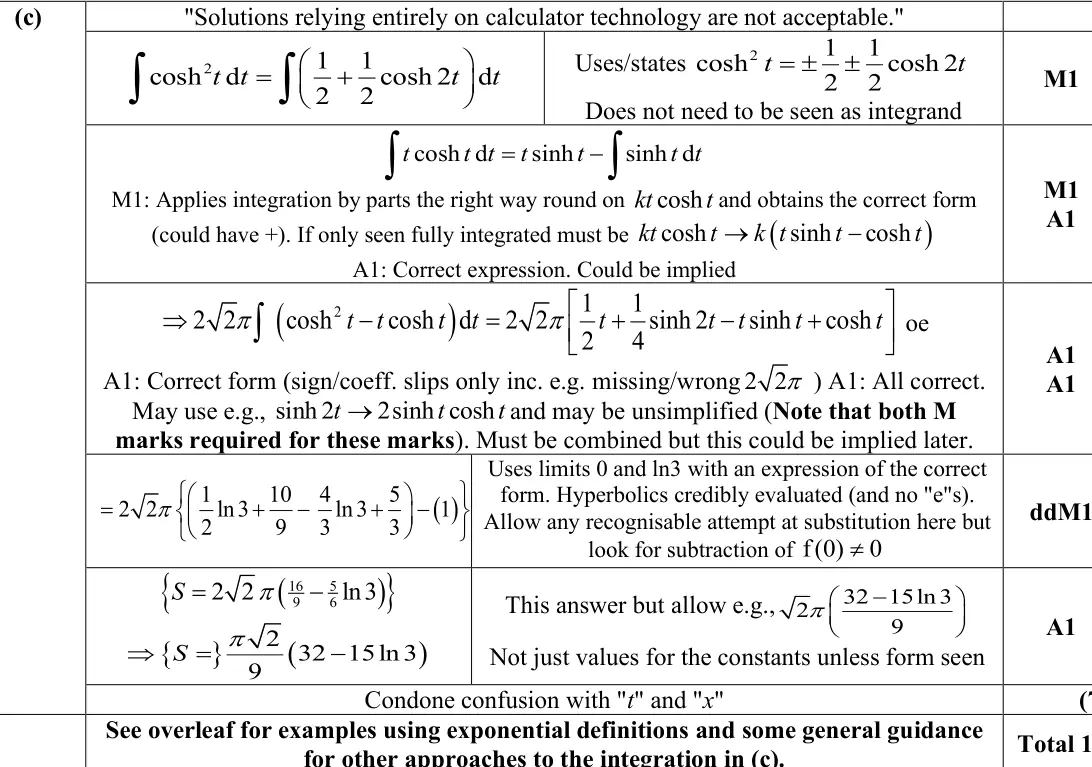 (c) "Solutions relying entirely on calculator technology are not acceptable."
∫cosh² t dt = ∫(1/2 + 1/2 cosh 2t) dt
Uses/states cosh² t = ± 1/2 ± 1/2 cosh 2t
Does not need to be seen as integrand
M1
∫t cosh t dt = t sinh t − ∫sinh t dt
M1: Applies integration by parts the right way round on kt cosh t and obtains the correct form
(could have +). If only seen fully integrated must be kt cosh t → k(t sinh t − cosh t)
A1: Correct expression. Could be implied
M1
A1
⇒ 2√2π∫(cosh² t − t cosh t) dt = 2√2π[1/2 t + 1/4 sinh 2t − t sinh t + cosh t] oe
A1: Correct form (sign/coeff. slips only inc. e.g. missing/wrong 2√2π ) A1: All correct.
May use e.g., sinh 2t → 2sinh t cosh t and may be unsimplified (Note that both M
marks required for these marks). Must be combined but this could be implied later.
A1
A1
= 2√2π{(1/2 ln 3 + 10/9 − 4/3 ln 3 + 5/3) − (1)}
Uses limits 0 and ln3 with an expression of the correct
form. Hyperbolics credibly evaluated (and no "e"s).
Allow any recognisable attempt at substitution here but
look for subtraction of f(0) ≠ 0
ddM1
{S = 2√2 π(16/9 − 5/6 ln 3)}
⇒ {S =} π√2/9 (32 − 15 ln 3)
This answer but allow e.g., √2π((32 − 15 ln 3)/9)
Not just values for the constants unless form seen
A1
Condone confusion with "t" and "x"
(7
See overleaf for examples using exponential definitions and some general guidance
for other approaches to the integration in (c).
Total 1